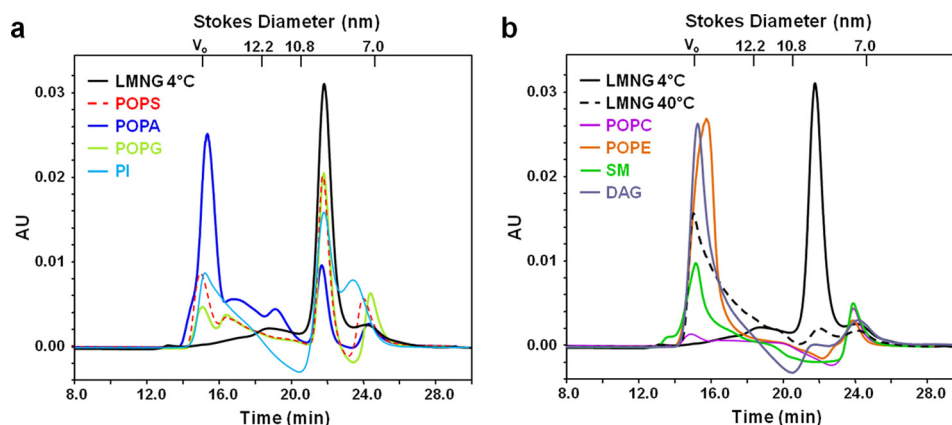 a
Stokes Diameter (nm)
Vo 12.2 10.8 7.0
LMNG 4°C
POPS
POPA
POPG
PI
0.03
0.02
0.01
0.00
AU
8.0 12.0 16.0 20.0 24.0 28.0
Time (min)
b
Stokes Diameter (nm)
Vo 12.2 10.8 7.0
LMNG 4°C
LMNG 40°C
POPC
POPE
SM
DAG
0.03
0.02
0.01
0.00
AU
8.0 12.0 16.0 20.0 24.0 28.0
Time (min)